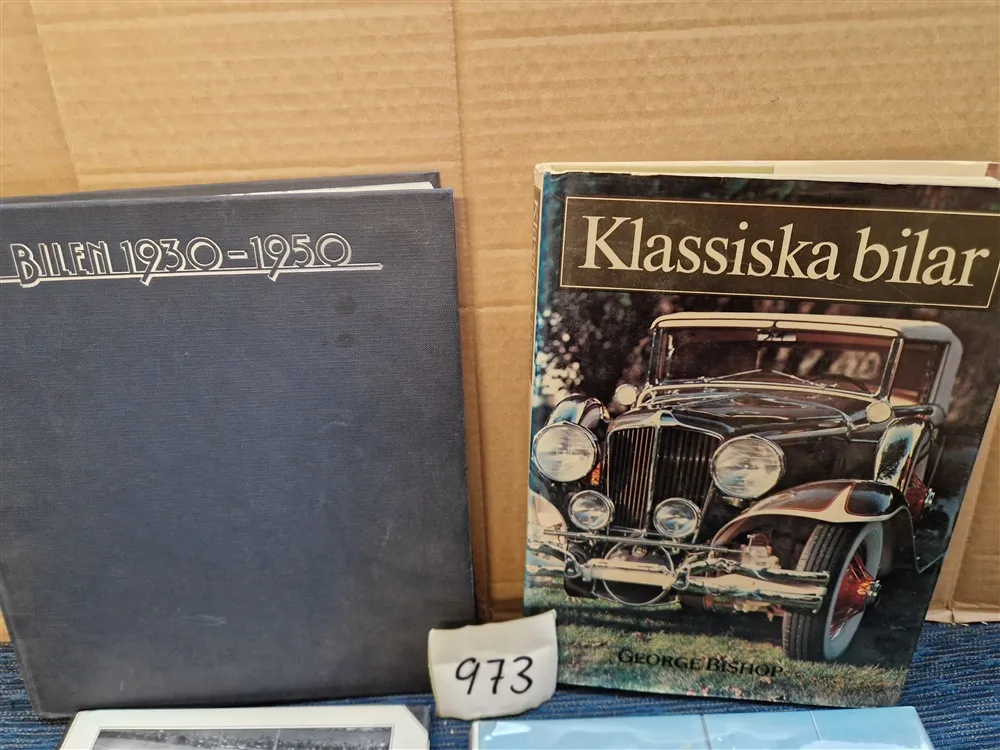 BILEN 1930-1950
Klassiska bilar
GEORGE BISHOP
973